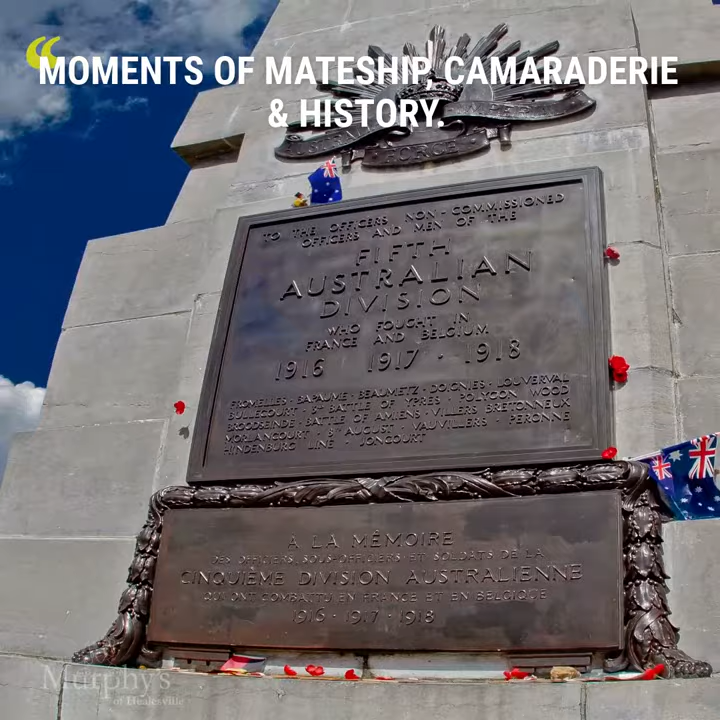 “
MOMENTS OF MATESHIP, CAMARADERIE
& HISTORY.
FORCE
TO THE OFFICERS NON-COMMISSIONED
OFFICERS AND MEN OF THE
FIFTH
AUSTRALIAN
DIVISION
WHO FOUGHT IN
FRANCE AND BELGIUM
1916 · 1917 · 1918
FROMELLES · BAPAUME · BEAUMETZ · DOIGNIES · LOUVERVAL
BULLECOURT · 3RD BATTLE OF YPRES · POLYGON WOOD
BROODSEINDE · BATTLE OF AMIENS · VILLERS BRETONNEUX
MORLANCOURT · 8TH AUGUST · VAUVILLERS · PERONNE
HINDENBURG LINE · JONCOURT
A LA MÉMOIRE
DES OFFICIERS, SOUS-OFFICIERS ET SOLDATS DE LA
CINQUIÈME DIVISION AUSTRALIENNE
QUI ONT COMBATTU EN FRANCE ET EN BELGIQUE
1916 · 1917 · 1918
Murphy's
of Healesville